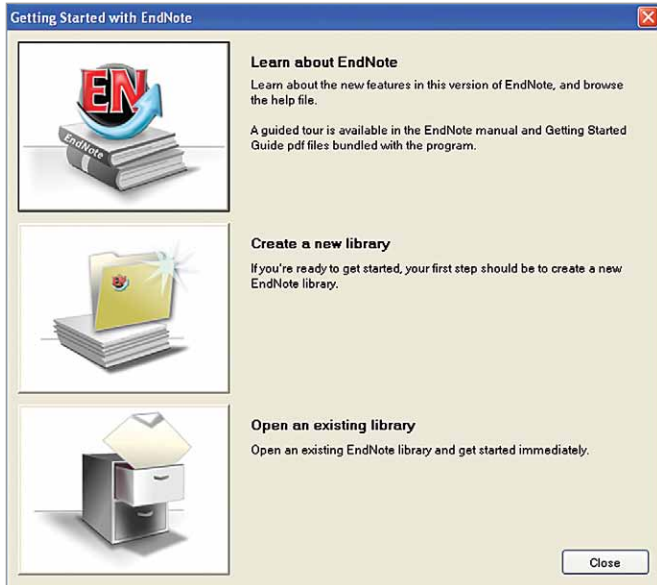 Getting Started with EndNote
EN
EndNote
Learn about EndNote
Learn about the new features in this version of EndNote, and browse
the help file.
A guided tour is available in the EndNote manual and Getting Started
Guide pdf files bundled with the program.
EN
Create a new library
If you're ready to get started, your first step should be to create a new
EndNote library.
Open an existing library
Open an existing EndNote library and get started immediately.
Close